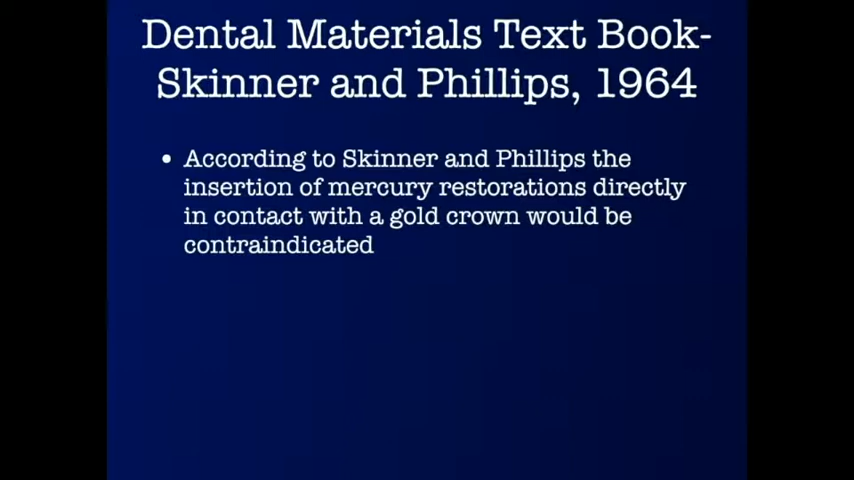 Dental Materials Text Book-
Skinner and Phillips, 1964
• According to Skinner and Phillips the
insertion of mercury restorations directly
in contact with a gold crown would be
contraindicated